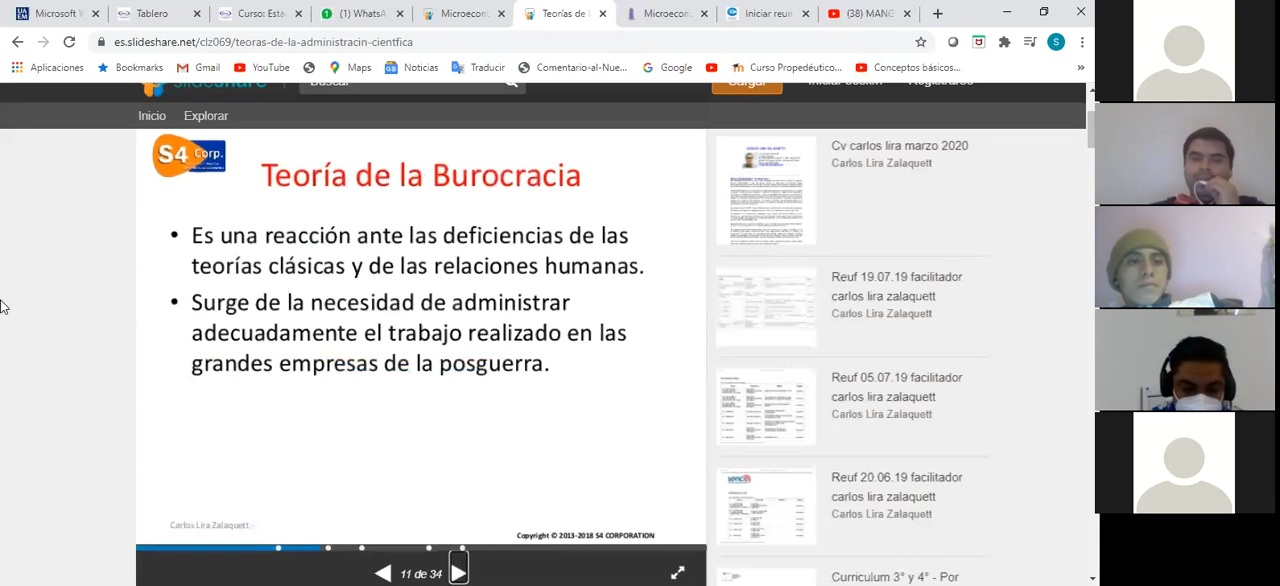 Microsoft W
Tablero
Curso: Esta
(1) WhatsA
Microecon
Teorías de l
Microecon
Iniciar reun
(38) MANG
es.slideshare.net/clz069/teoras-de-la-administracin-cientfica
Aplicaciones
Bookmarks
Gmail
YouTube
Maps
Noticias
Traducir
Comentario-al-Nue...
Google
Curso Propedéutico...
Conceptos básicos...
»
slideshare
Buscar
Cargar
Iniciar sesión
Registrarse
Inicio
Explorar
S4 Corp.
Teoría de la Burocracia
• Es una reacción ante las deficiencias de las
teorías clásicas y de las relaciones humanas.
• Surge de la necesidad de administrar
adecuadamente el trabajo realizado en las
grandes empresas de la posguerra.
Carlos Lira Zalaquett
Copyright © 2013-2018 S4 CORPORATION
11 de 34
Cv carlos lira marzo 2020
Carlos Lira Zalaquett
Reuf 19.07.19 facilitador
carlos lira zalaquett
Carlos Lira Zalaquett
Reuf 05.07.19 facilitador
carlos lira zalaquett
Carlos Lira Zalaquett
Reuf 20.06.19 facilitador
carlos lira zalaquett
Carlos Lira Zalaquett
Curriculum 3° y 4° - Por